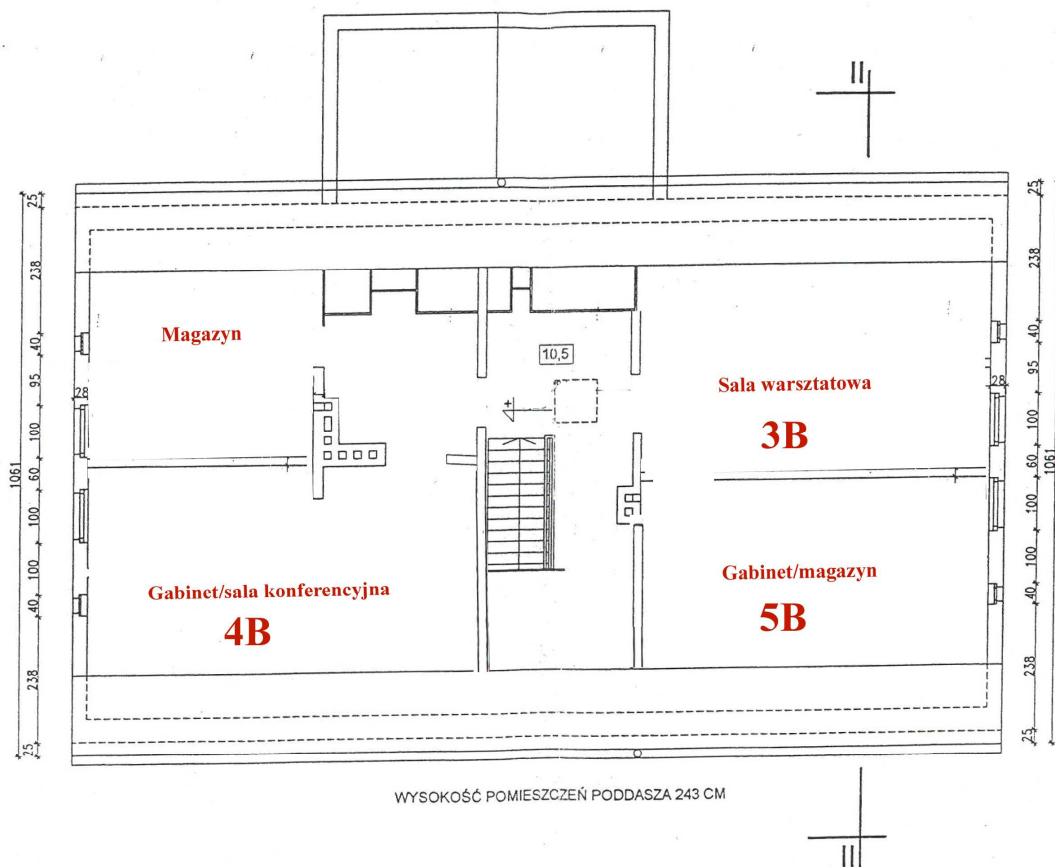 II
25
238
40
95
28
100
60
100
100
40
238
25
1061
Magazyn
10,5
Sala warsztatowa
3B
Gabinet/sala konferencyjna
4B
Gabinet/magazyn
5B
25
238
40
95
28
100
60
100
100
40
238
25
1061
WYSOKOŚĆ POMIESZCZEŃ PODDASZA 243 CM
II